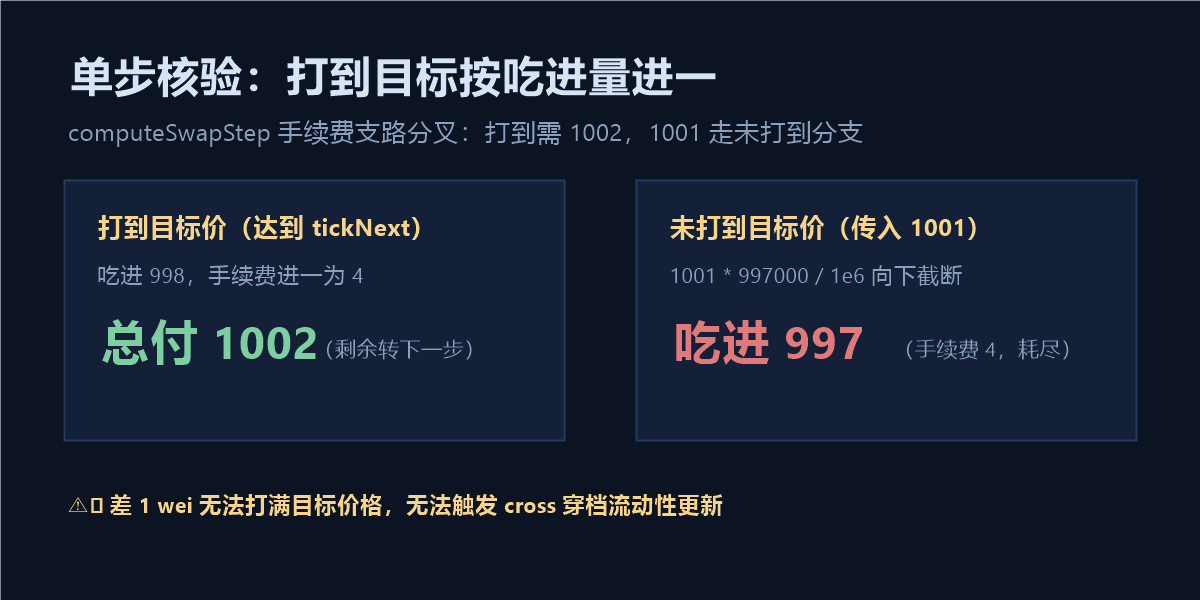 单步核验：打到目标按吃进量进一
computeSwapStep 手续费支路分叉：打到需 1002，1001 走未打到分支
打到目标价（达到 tickNext）
吃进 998，手续费进一为 4
总付 1002（剩余转下一步）
未打到目标价（传入 1001）
1001 * 997000 / 1e6 向下截断
吃进 997（手续费 4，耗尽）
⚠ 差 1 wei 无法打满目标价格，无法触发 cross 穿档流动性更新